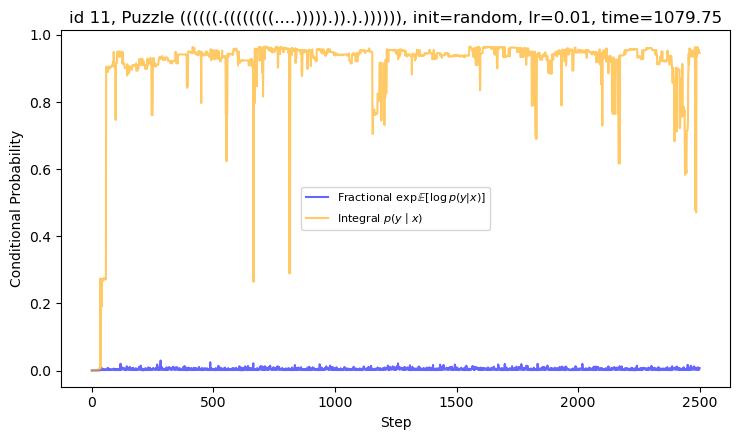 id 11, Puzzle ((((((.((((((((....))))).)).).)))))), init=random, lr=0.01, time=1079.75
1.0
0.8
0.6
0.4
0.2
0.0
Conditional Probability
Fractional exp𝔼[log p(y|x)]
Integral p(y | x)
0
500
1000
1500
2000
2500
Step